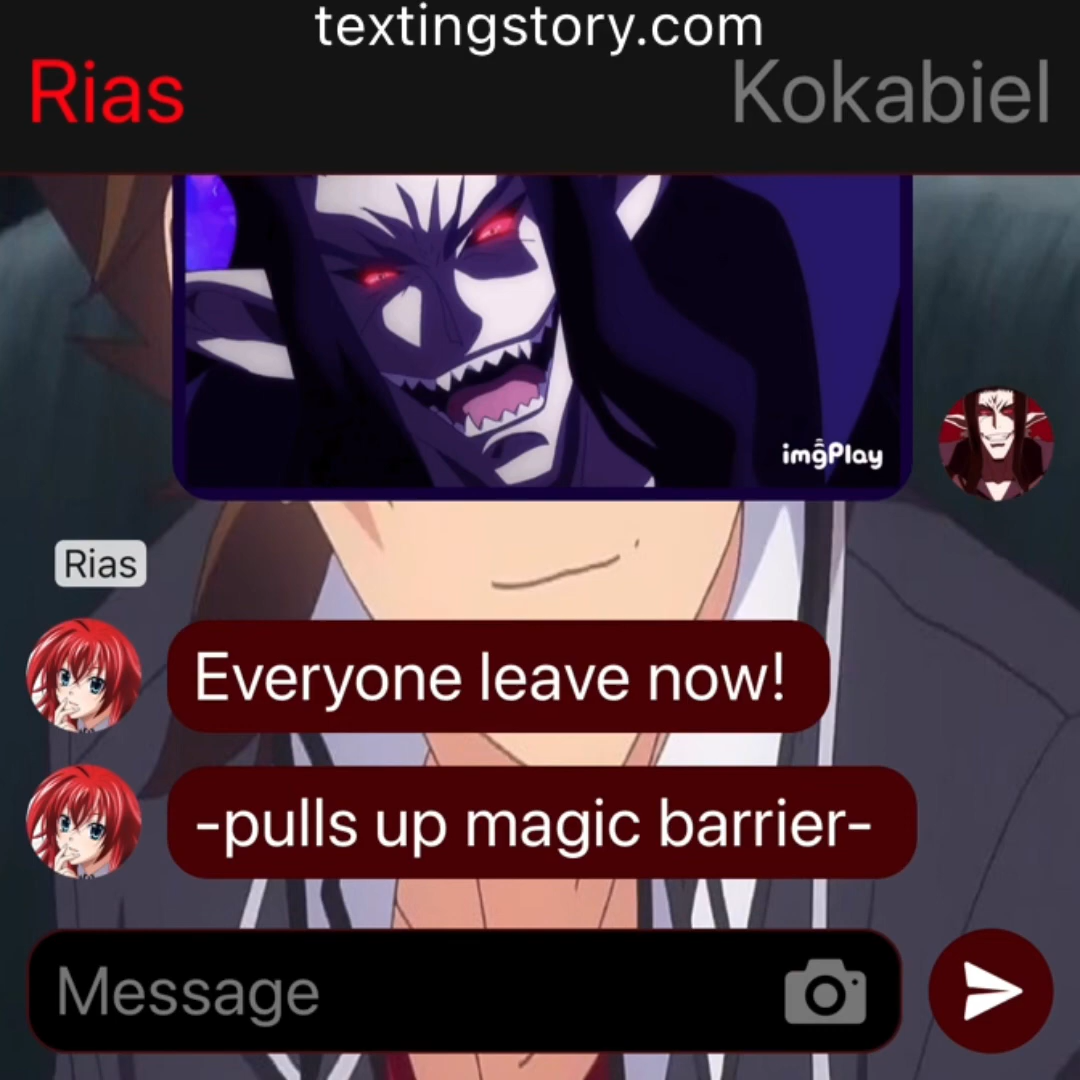 textingstory.com
Rias
Kokabiel
imgPlay
Rias
Everyone leave now!
-pulls up magic barrier-
Message